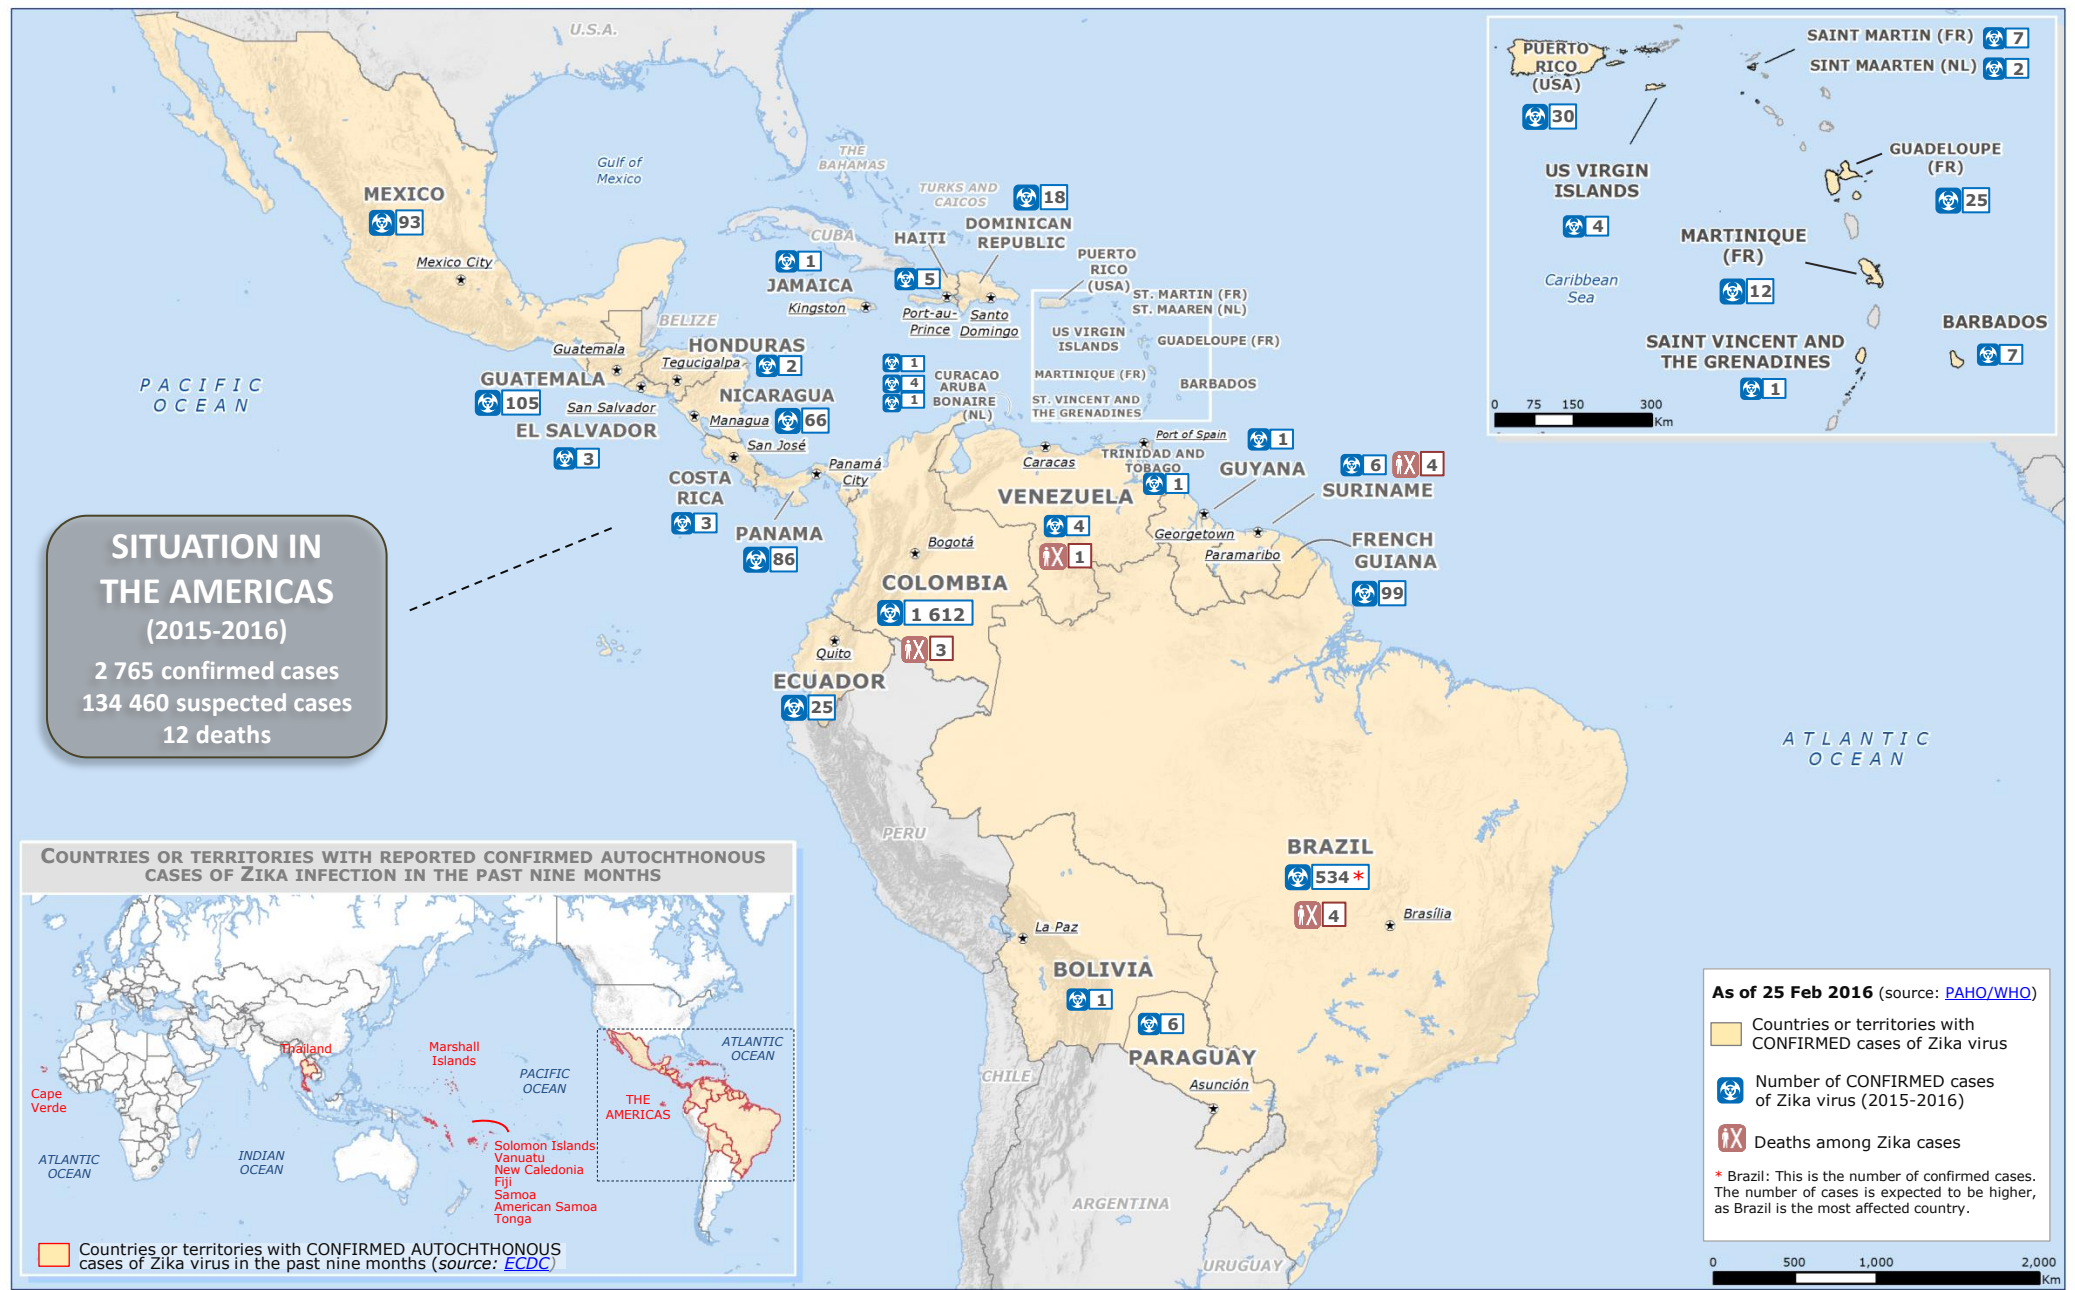 U.S.A.
MEXICO
93
Mexico City
Gulf of
Mexico
THE
BAHAMAS
TURKS AND
CAICOS
18
DOMINICAN
REPUBLIC
CUBA
HAITI
5
1
JAMAICA
Kingston
Port-au-
Prince
Santo
Domingo
PUERTO
RICO
(USA)
ST. MARTIN (FR)
ST. MAAREN (NL)
US VIRGIN
ISLANDS
GUADELOUPE (FR)
MARTINIQUE (FR)
BARBADOS
ST. VINCENT AND
THE GRENADINES
BELIZE
HONDURAS
Tegucigalpa
2
Guatemala
GUATEMALA
105
San Salvador
EL SALVADOR
3
NICARAGUA
Managua
66
San José
COSTA
RICA
3
Panamá
City
PANAMA
86
1
4
1
CURACAO
ARUBA
BONAIRE
(NL)
PACIFIC
OCEAN
Caracas
Port of Spain
TRINIDAD AND
TOBAGO
1
VENEZUELA
4
1
1
GUYANA
Georgetown
6
4
SURINAME
Paramaribo
FRENCH
GUIANA
99
Bogotá
COLOMBIA
1 612
3
Quito
ECUADOR
25
PERU
BRAZIL
534 *
4
Brasília
La Paz
BOLIVIA
1
6
PARAGUAY
Asunción
CHILE
ARGENTINA
URUGUAY
ATLANTIC
OCEAN
SITUATION IN
THE AMERICAS
(2015-2016)
2 765 confirmed cases
134 460 suspected cases
12 deaths
PUERTO
RICO
(USA)
30
SAINT MARTIN (FR)
7
SINT MAARTEN (NL)
2
US VIRGIN
ISLANDS
4
GUADELOUPE
(FR)
25
Caribbean
Sea
MARTINIQUE
(FR)
12
SAINT VINCENT AND
THE GRENADINES
1
BARBADOS
7
0 75 150 300
Km
COUNTRIES OR TERRITORIES WITH REPORTED CONFIRMED AUTOCHTHONOUS
CASES OF ZIKA INFECTION IN THE PAST NINE MONTHS
Thailand
Cape
Verde
Marshall
Islands
PACIFIC
OCEAN
ATLANTIC
OCEAN
THE
AMERICAS
ATLANTIC
OCEAN
INDIAN
OCEAN
Solomon Islands
Vanuatu
New Caledonia
Fiji
Samoa
American Samoa
Tonga
Countries or territories with CONFIRMED AUTOCHTHONOUS
cases of Zika virus in the past nine months (source: ECDC)
As of 25 Feb 2016 (source: PAHO/WHO)
Countries or territories with
CONFIRMED cases of Zika virus
Number of CONFIRMED cases
of Zika virus (2015-2016)
Deaths among Zika cases
* Brazil: This is the number of confirmed cases.
The number of cases is expected to be higher,
as Brazil is the most affected country.
0 500 1,000 2,000
Km